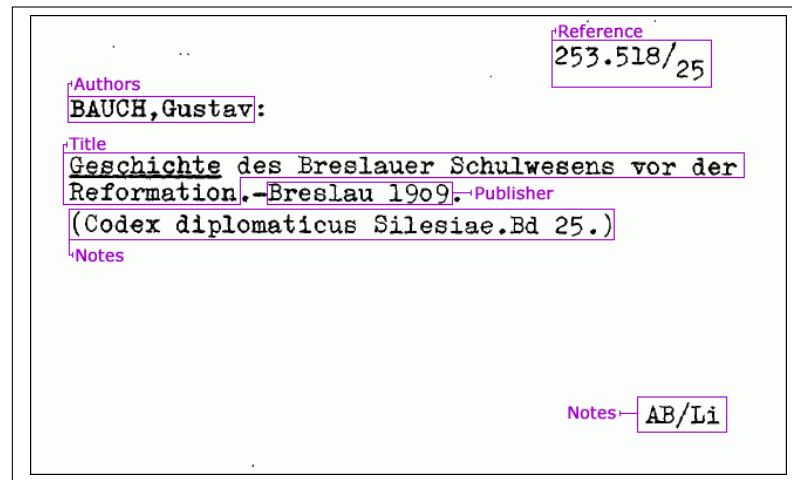 Reference
253.518/25
Authors
BAUCH,Gustav:
Title
Geschichte des Breslauer Schulwesens vor der
Reformation.-Breslau 19o9. Publisher
(Codex diplomaticus Silesiae.Bd 25.)
Notes
Notes AB/Li